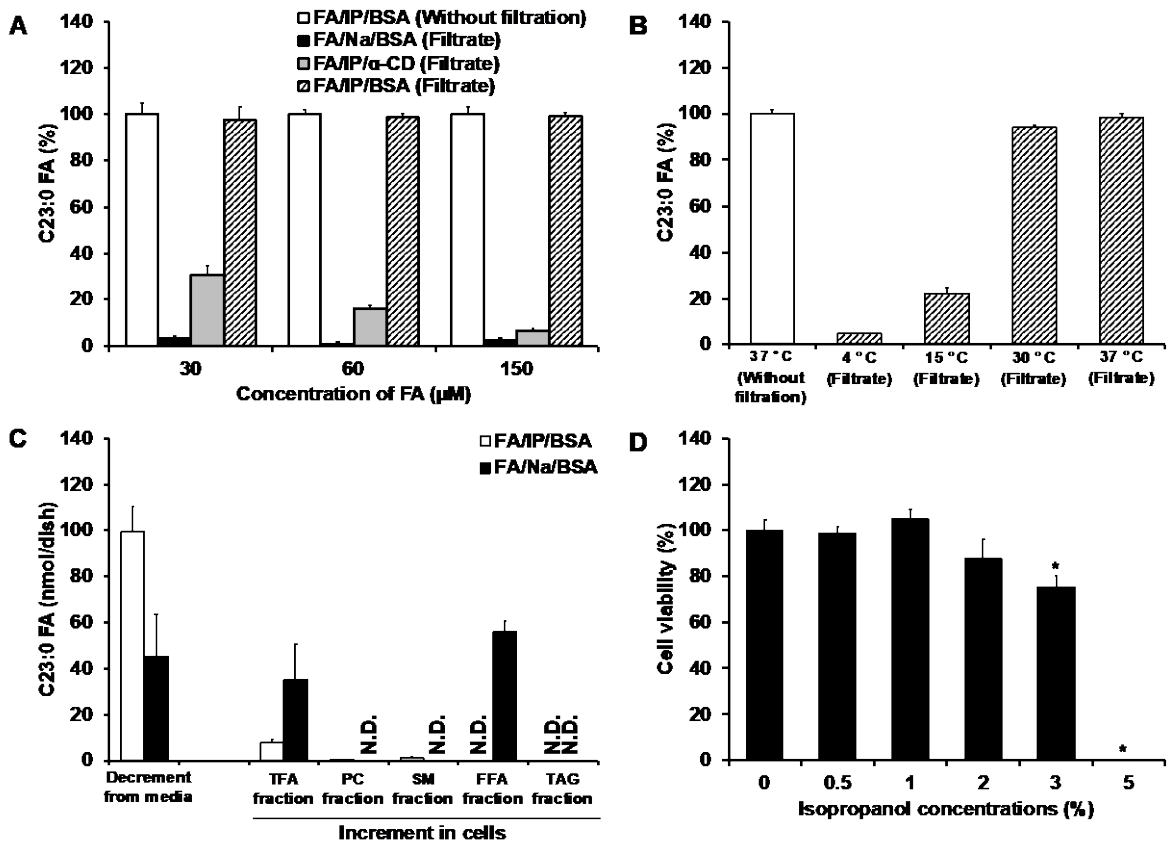 A
FA/IP/BSA (Without filtration)
FA/Na/BSA (Filtrate)
FA/IP/α-CD (Filtrate)
FA/IP/BSA (Filtrate)
C23:0 FA (%)
140
120
100
80
60
40
20
0
30 60 150
Concentration of FA (µM)
B
C23:0 FA (%)
140
120
100
80
60
40
20
0
37 °C 4 °C 15 °C 30 °C 37 °C
(Without (Filtrate) (Filtrate) (Filtrate) (Filtrate)
filtration)
C
FA/IP/BSA
FA/Na/BSA
C23:0 FA (nmol/dish)
140
120
100
80
60
40
20
0
N.D. N.D. N.D. N.D. N.D.
Decrement TFA PC SM FFA TAG
from media fraction fraction fraction fraction fraction
Increment in cells
D
Cell viability (%)
140
120
100
80
60
40
20
0
* *
0 0.5 1 2 3 5
Isopropanol concentrations (%)